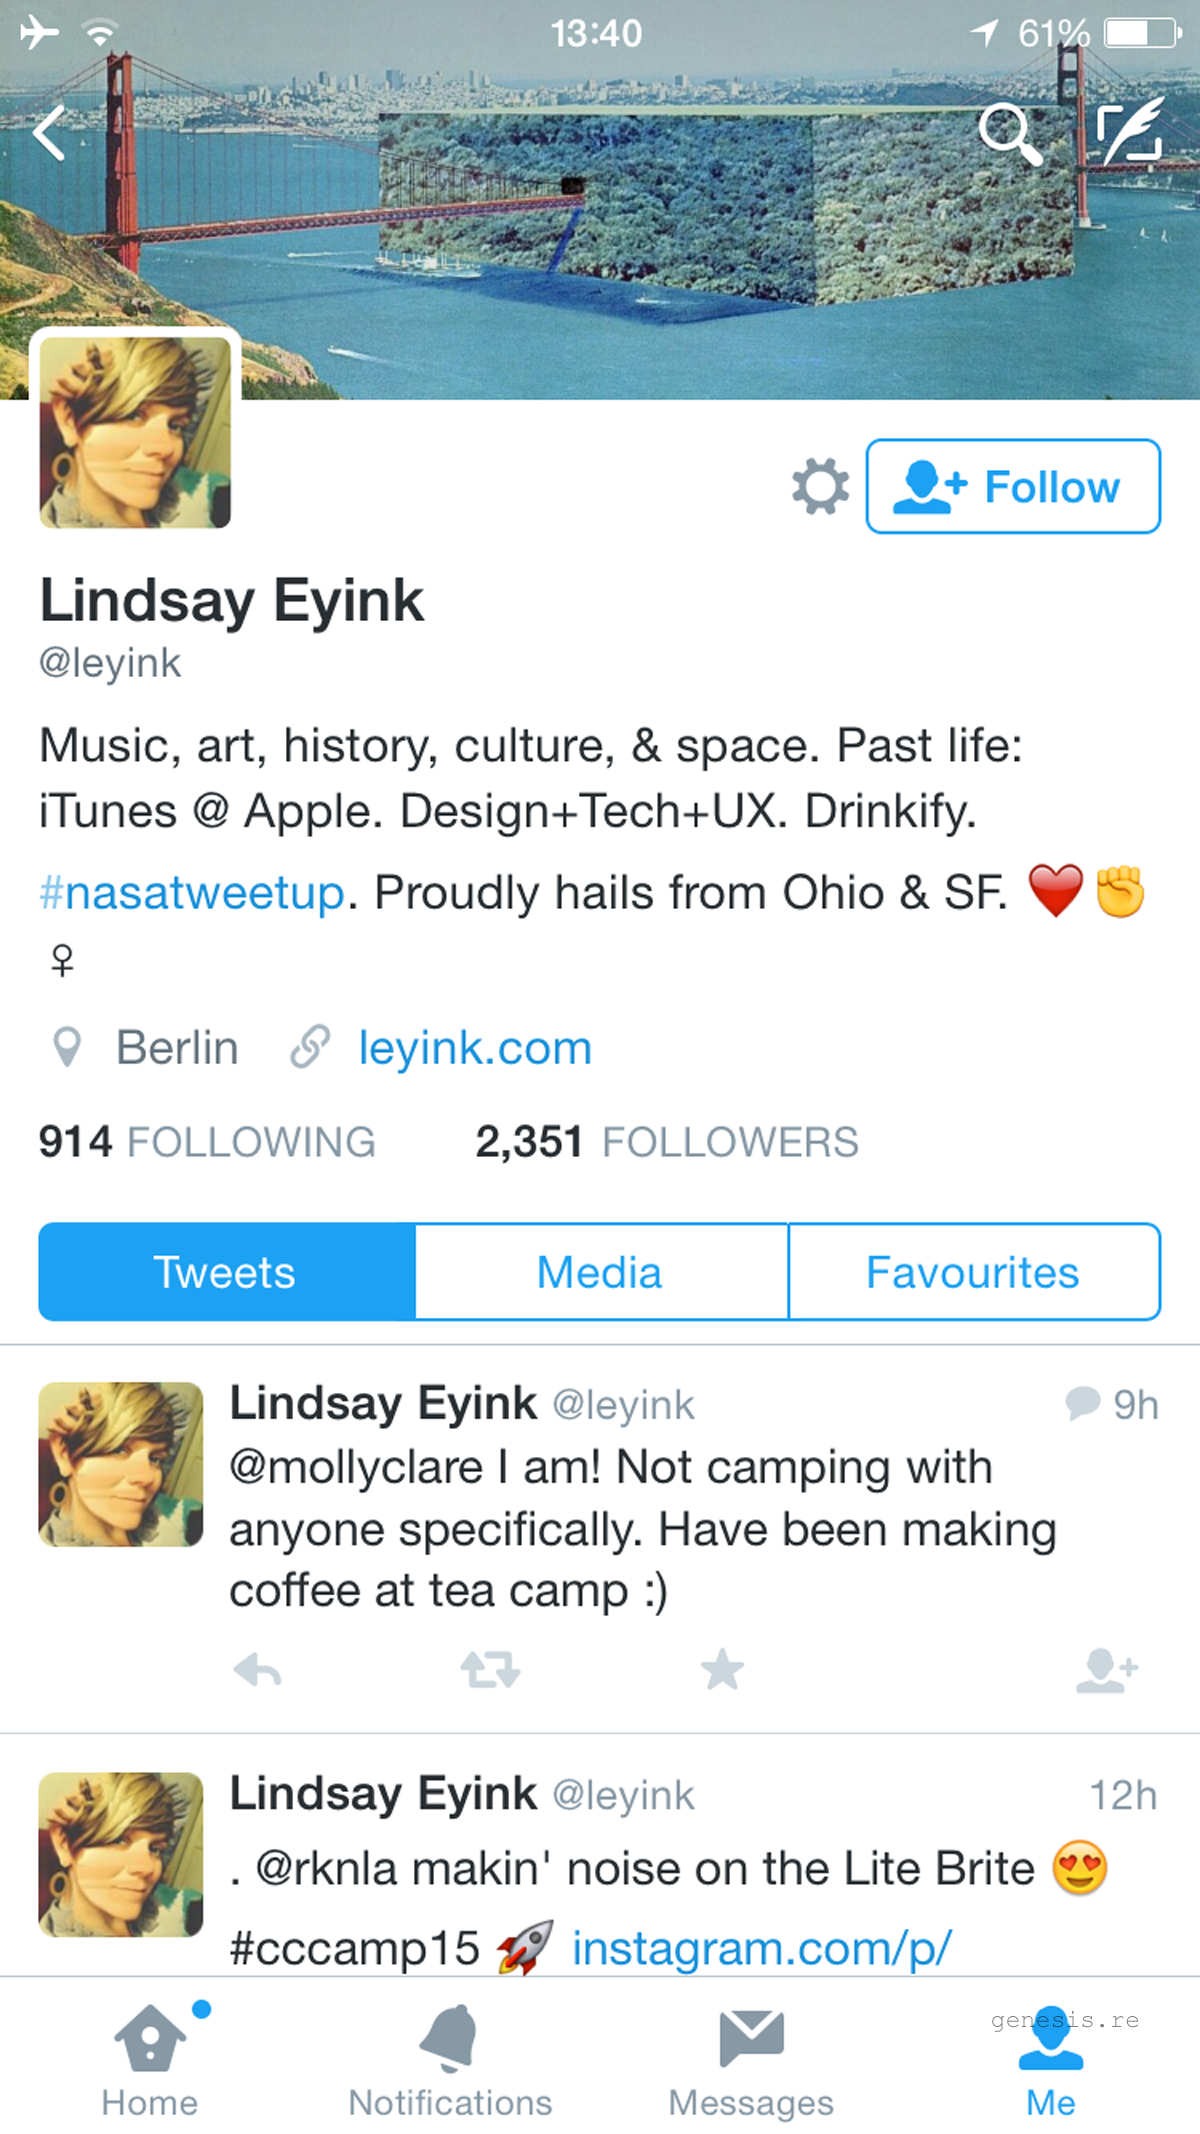 13:40
61%
Follow
Lindsay Eyink
@leyink
Music, art, history, culture, & space. Past life:
iTunes @ Apple. Design+Tech+UX. Drinkify.
#nasatweetup. Proudly hails from Ohio & SF. ❤️✊
♀
Berlin leyink.com
914 FOLLOWING 2,351 FOLLOWERS
Tweets Media Favourites
Lindsay Eyink @leyink 9h
@mollyclare I am! Not camping with
anyone specifically. Have been making
coffee at tea camp :)
Lindsay Eyink @leyink 12h
. @rknla makin' noise on the Lite Brite 😍
#cccamp15 🚀 instagram.com/p/
genesis.re
Home Notifications Messages Me